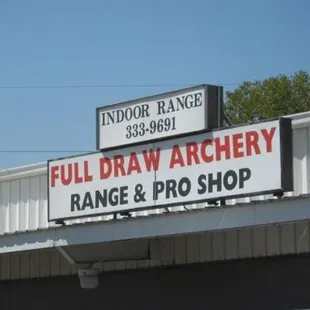 INDOOR RANGE
333-9691
FULL DRAW ARCHERY
RANGE & PRO SHOP